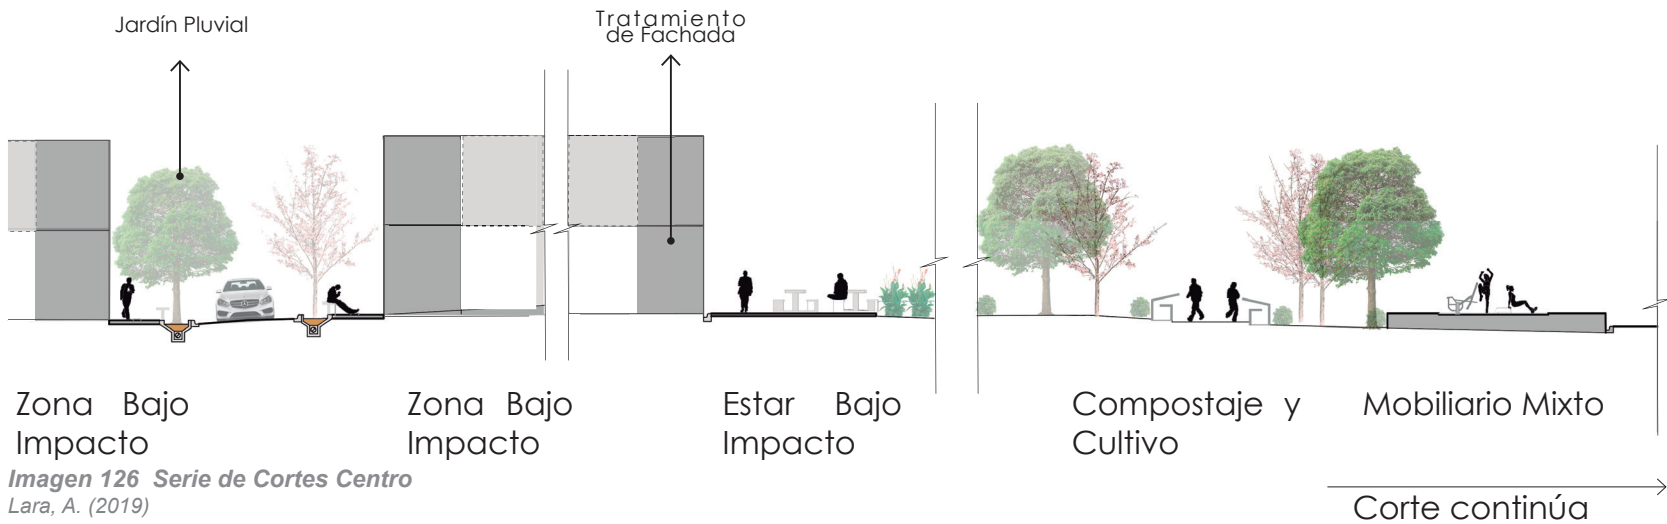 Jardín Pluvial
Tratamiento
de Fachada
Zona Bajo
Impacto
Zona Bajo
Impacto
Estar Bajo
Impacto
Compostaje y
Cultivo
Mobiliario Mixto
Imagen 126 Serie de Cortes Centro
Lara, A. (2019)
Corte continúa